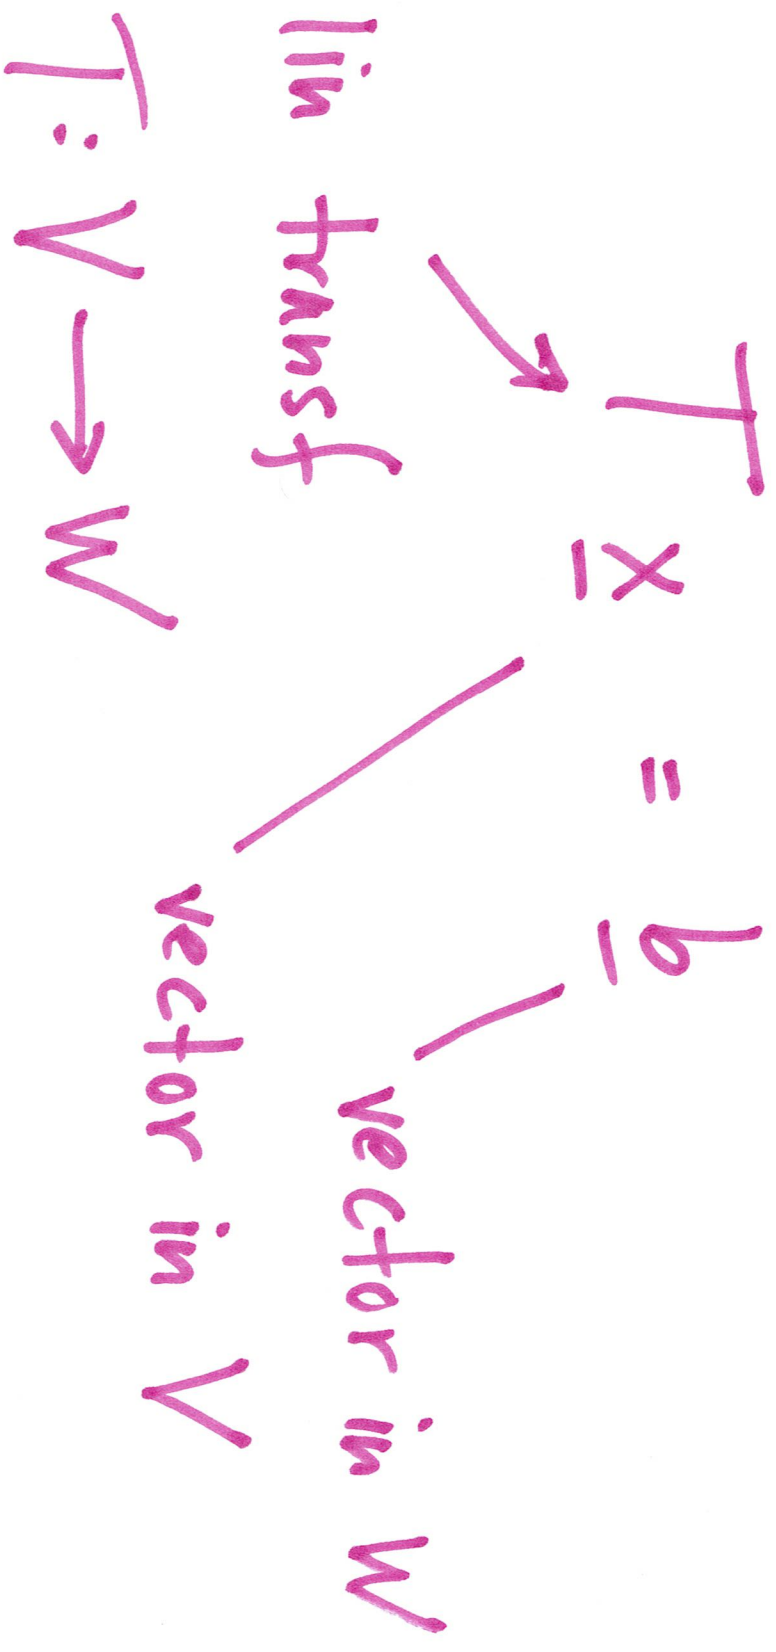 T x = b
lin transf
T: V → W
vector in W
vector in V